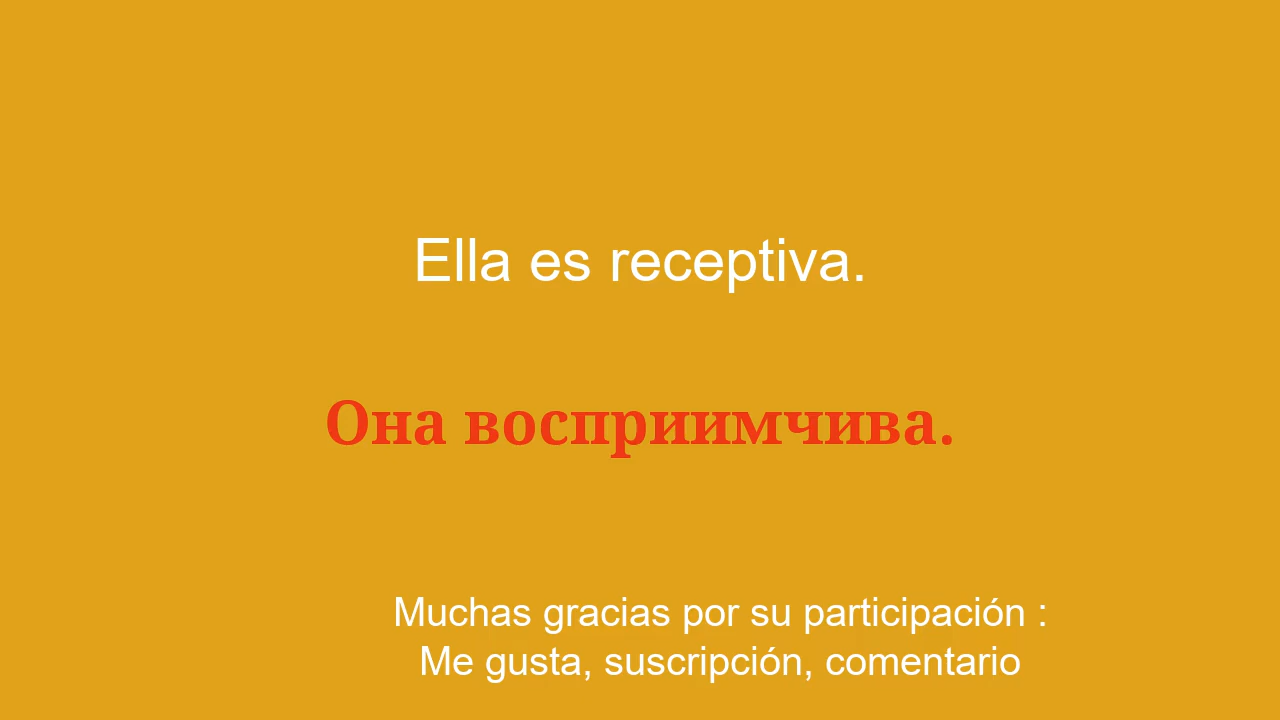 Ella es receptiva.
Она восприимчива.
Muchas gracias por su participación :
Me gusta, suscripción, comentario